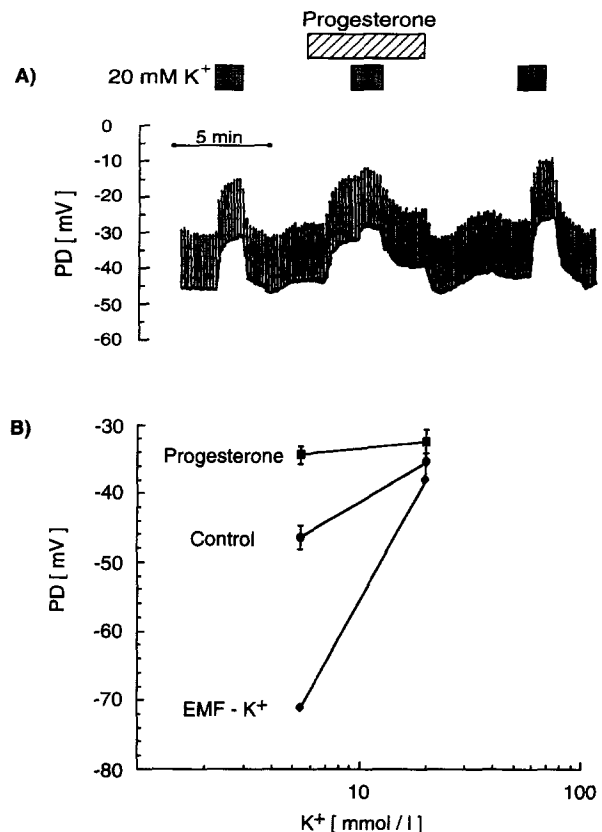 Progesterone
A)
20 mM K⁺
5 min
0
-10
-20
-30
-40
-50
-60
PD [ mV ]
B)
-30
-40
-50
-60
-70
-80
PD [ mV ]
Progesterone
Control
EMF - K⁺
10
100
K⁺ [ mmol / l ]